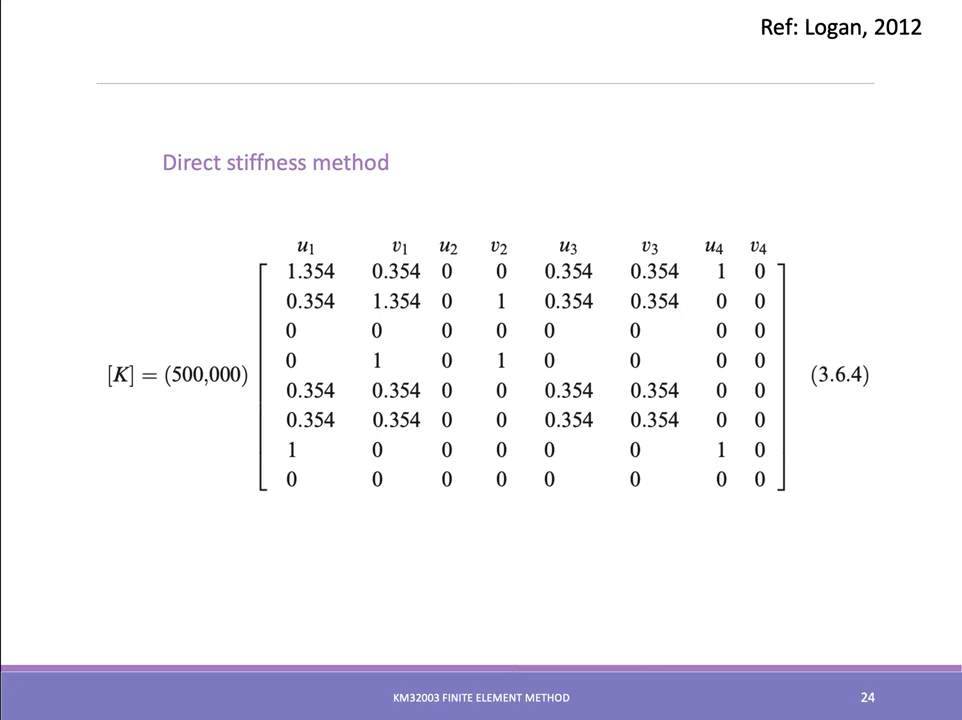 Ref: Logan, 2012
Direct stiffness method
u₁ v₁ u₂ v₂ u₃ v₃ u₄ v₄
1.354 0.354 0 0 0.354 0.354 1 0
0.354 1.354 0 1 0.354 0.354 0 0
0 0 0 0 0 0 0 0
0 1 0 1 0 0 0 0
[K] = (500,000) (3.6.4)
0.354 0.354 0 0 0.354 0.354 0 0
0.354 0.354 0 0 0.354 0.354 0 0
1 0 0 0 0 0 1 0
0 0 0 0 0 0 0 0
KM32003 FINITE ELEMENT METHOD
24